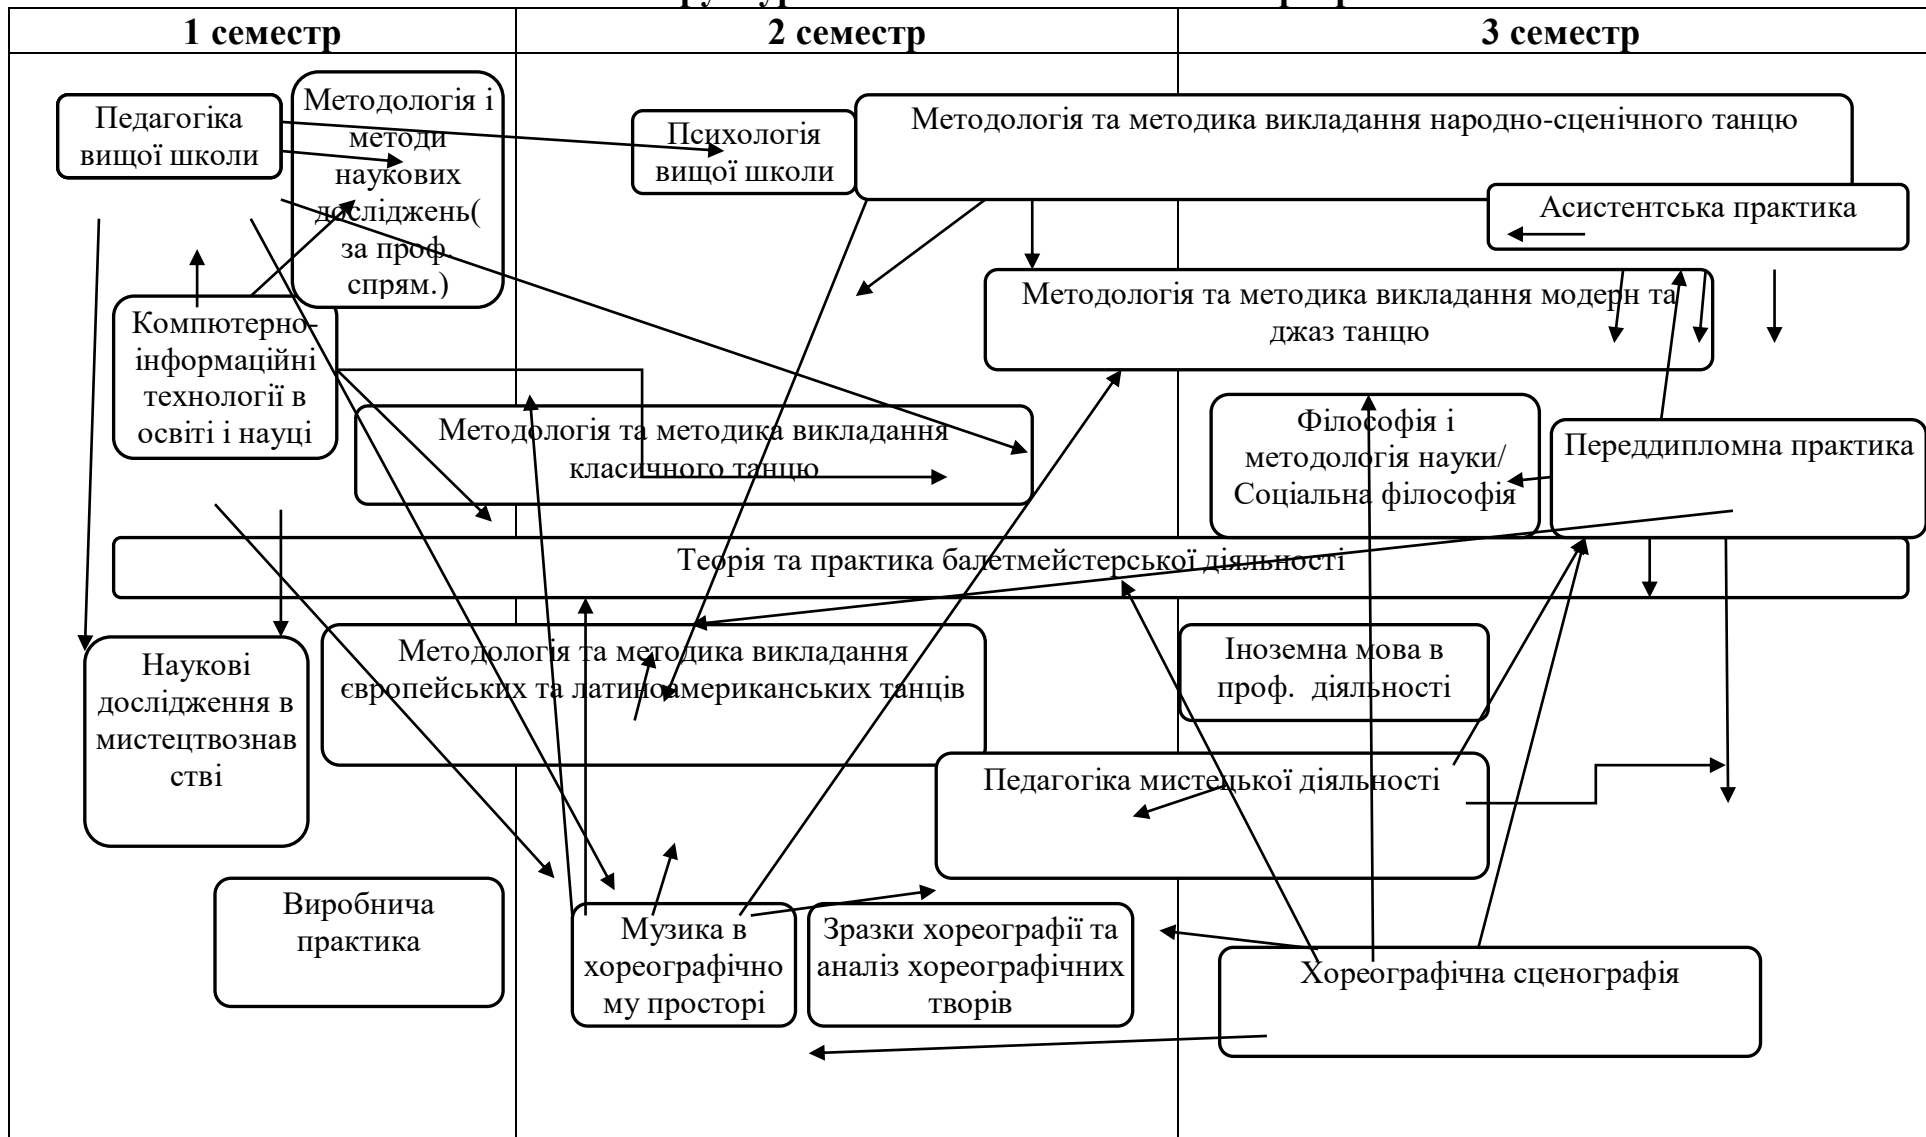 1 семестр
2 семестр
3 семестр
Педагогіка
вищої школи
Методологія і
методи
наукових
досліджень(
за проф.
спрям.)
Психологія
вищої школи
Методологія та методика викладання народно-сценічного танцю
Асистентська практика
Методологія та методика викладання модерн та
джаз танцю
Компютерно-
інформаційні
технології в
освіті і науці
Методологія та методика викладання
класичного танцю
Філософія і
методологія науки/
Соціальна філософія
Переддипломна практика
Теорія та практика балетмейстерської діяльності
Наукові
дослідження в
мистецтвознав
стві
Методологія та методика викладання
європейських та латиноамериканських танців
Іноземна мова в
проф. діяльності
Педагогіка мистецької діяльності
Виробнича
практика
Музика в
хореографічно
му просторі
Зразки хореографії та
аналіз хореографічних
творів
Хореографічна сценографія